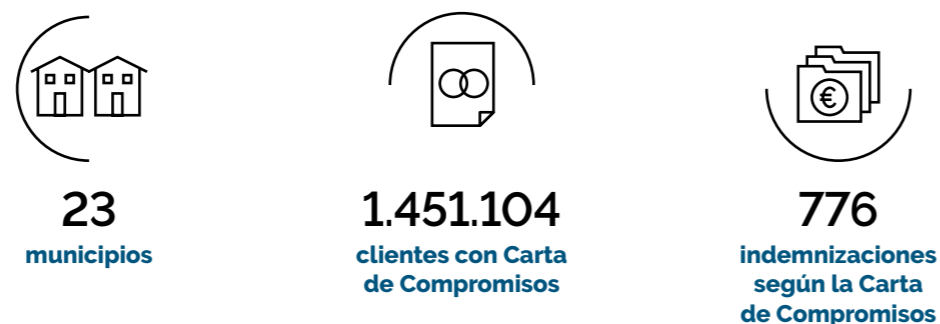 23
municipios
1.451.104
clientes con Carta
de Compromisos
€
776
indemnizaciones
según la Carta
de Compromisos